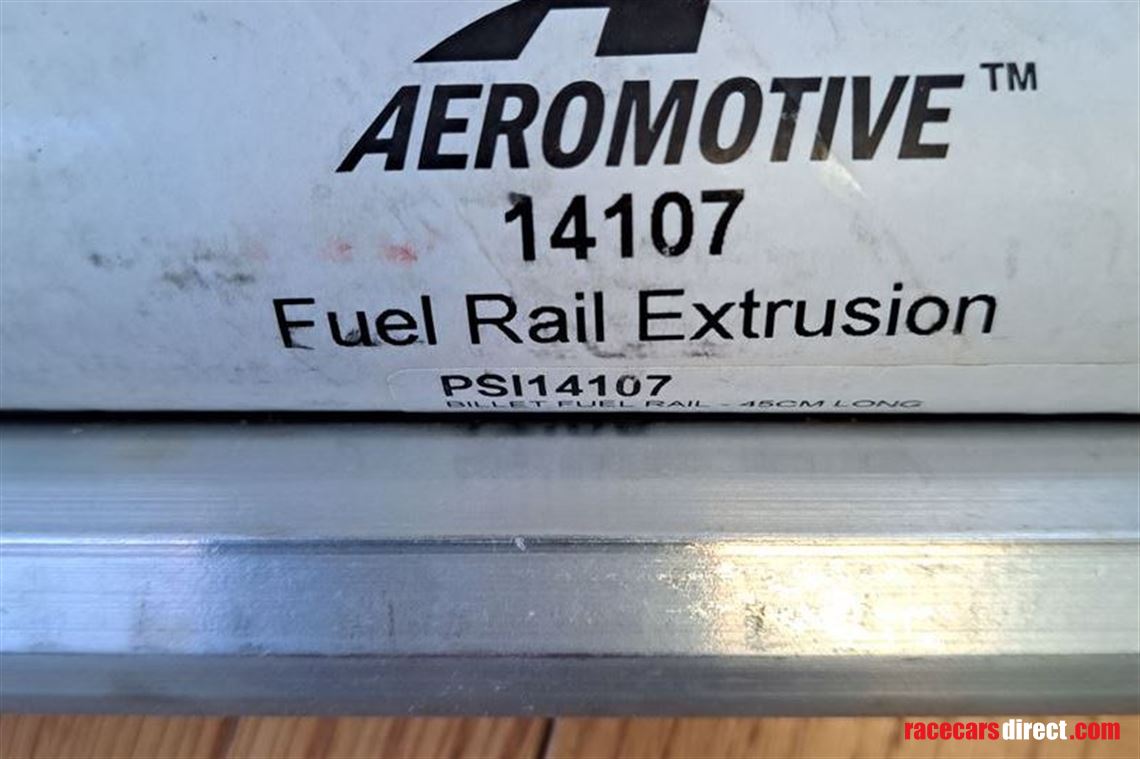 AEROMOTIVE™
14107
Fuel Rail Extrusion
PSI14107
BILLET FUEL RAIL - 45CM LONG
racecarsdirect.com